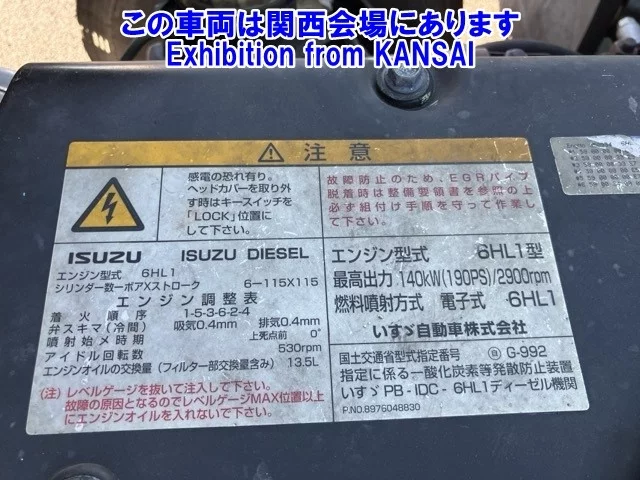 この車両は関西会場にあります
Exhibition from KANSAI
注意
感電の恐れ有り。
ヘッドカバーを取り外
す時はキースイッチを
「LOCK」位置に
して下さい。
故障防止のため、EGRパイプ
脱着時は整備要領書を参照の上
必ず組付け手順を守って作業し
て下さい。
ISUZU ISUZU DIESEL
エンジン型式 6HL1
シリンダー数ーボアXストローク 6-115X115
エンジン調整表
着火順序 1-5-3-6-2-4
弁スキマ(冷間) 吸気0.4mm 排気0.4mm
噴射始メ時期 上死点前 0°
アイドル回転数 530rpm
エンジンオイルの交換量(フィルター部交換量含み) 13.5L
(注)レベルゲージを抜いて注入して下さい。
故障の原因となるのでレベルゲージMAX位置以上
にエンジンオイルを入れないで下さい。
エンジン型式 6HL1型
最高出力 140kW(190PS)/2900rpm
燃料噴射方式 電子式 6HL1
いすゞ自動車株式会社
国土交通省型式指定番号 G-992
指定に係る一酸化炭素等発散防止装置
いすゞPB-IDC-6HL1ディーゼル機関
P.NO.8976048830